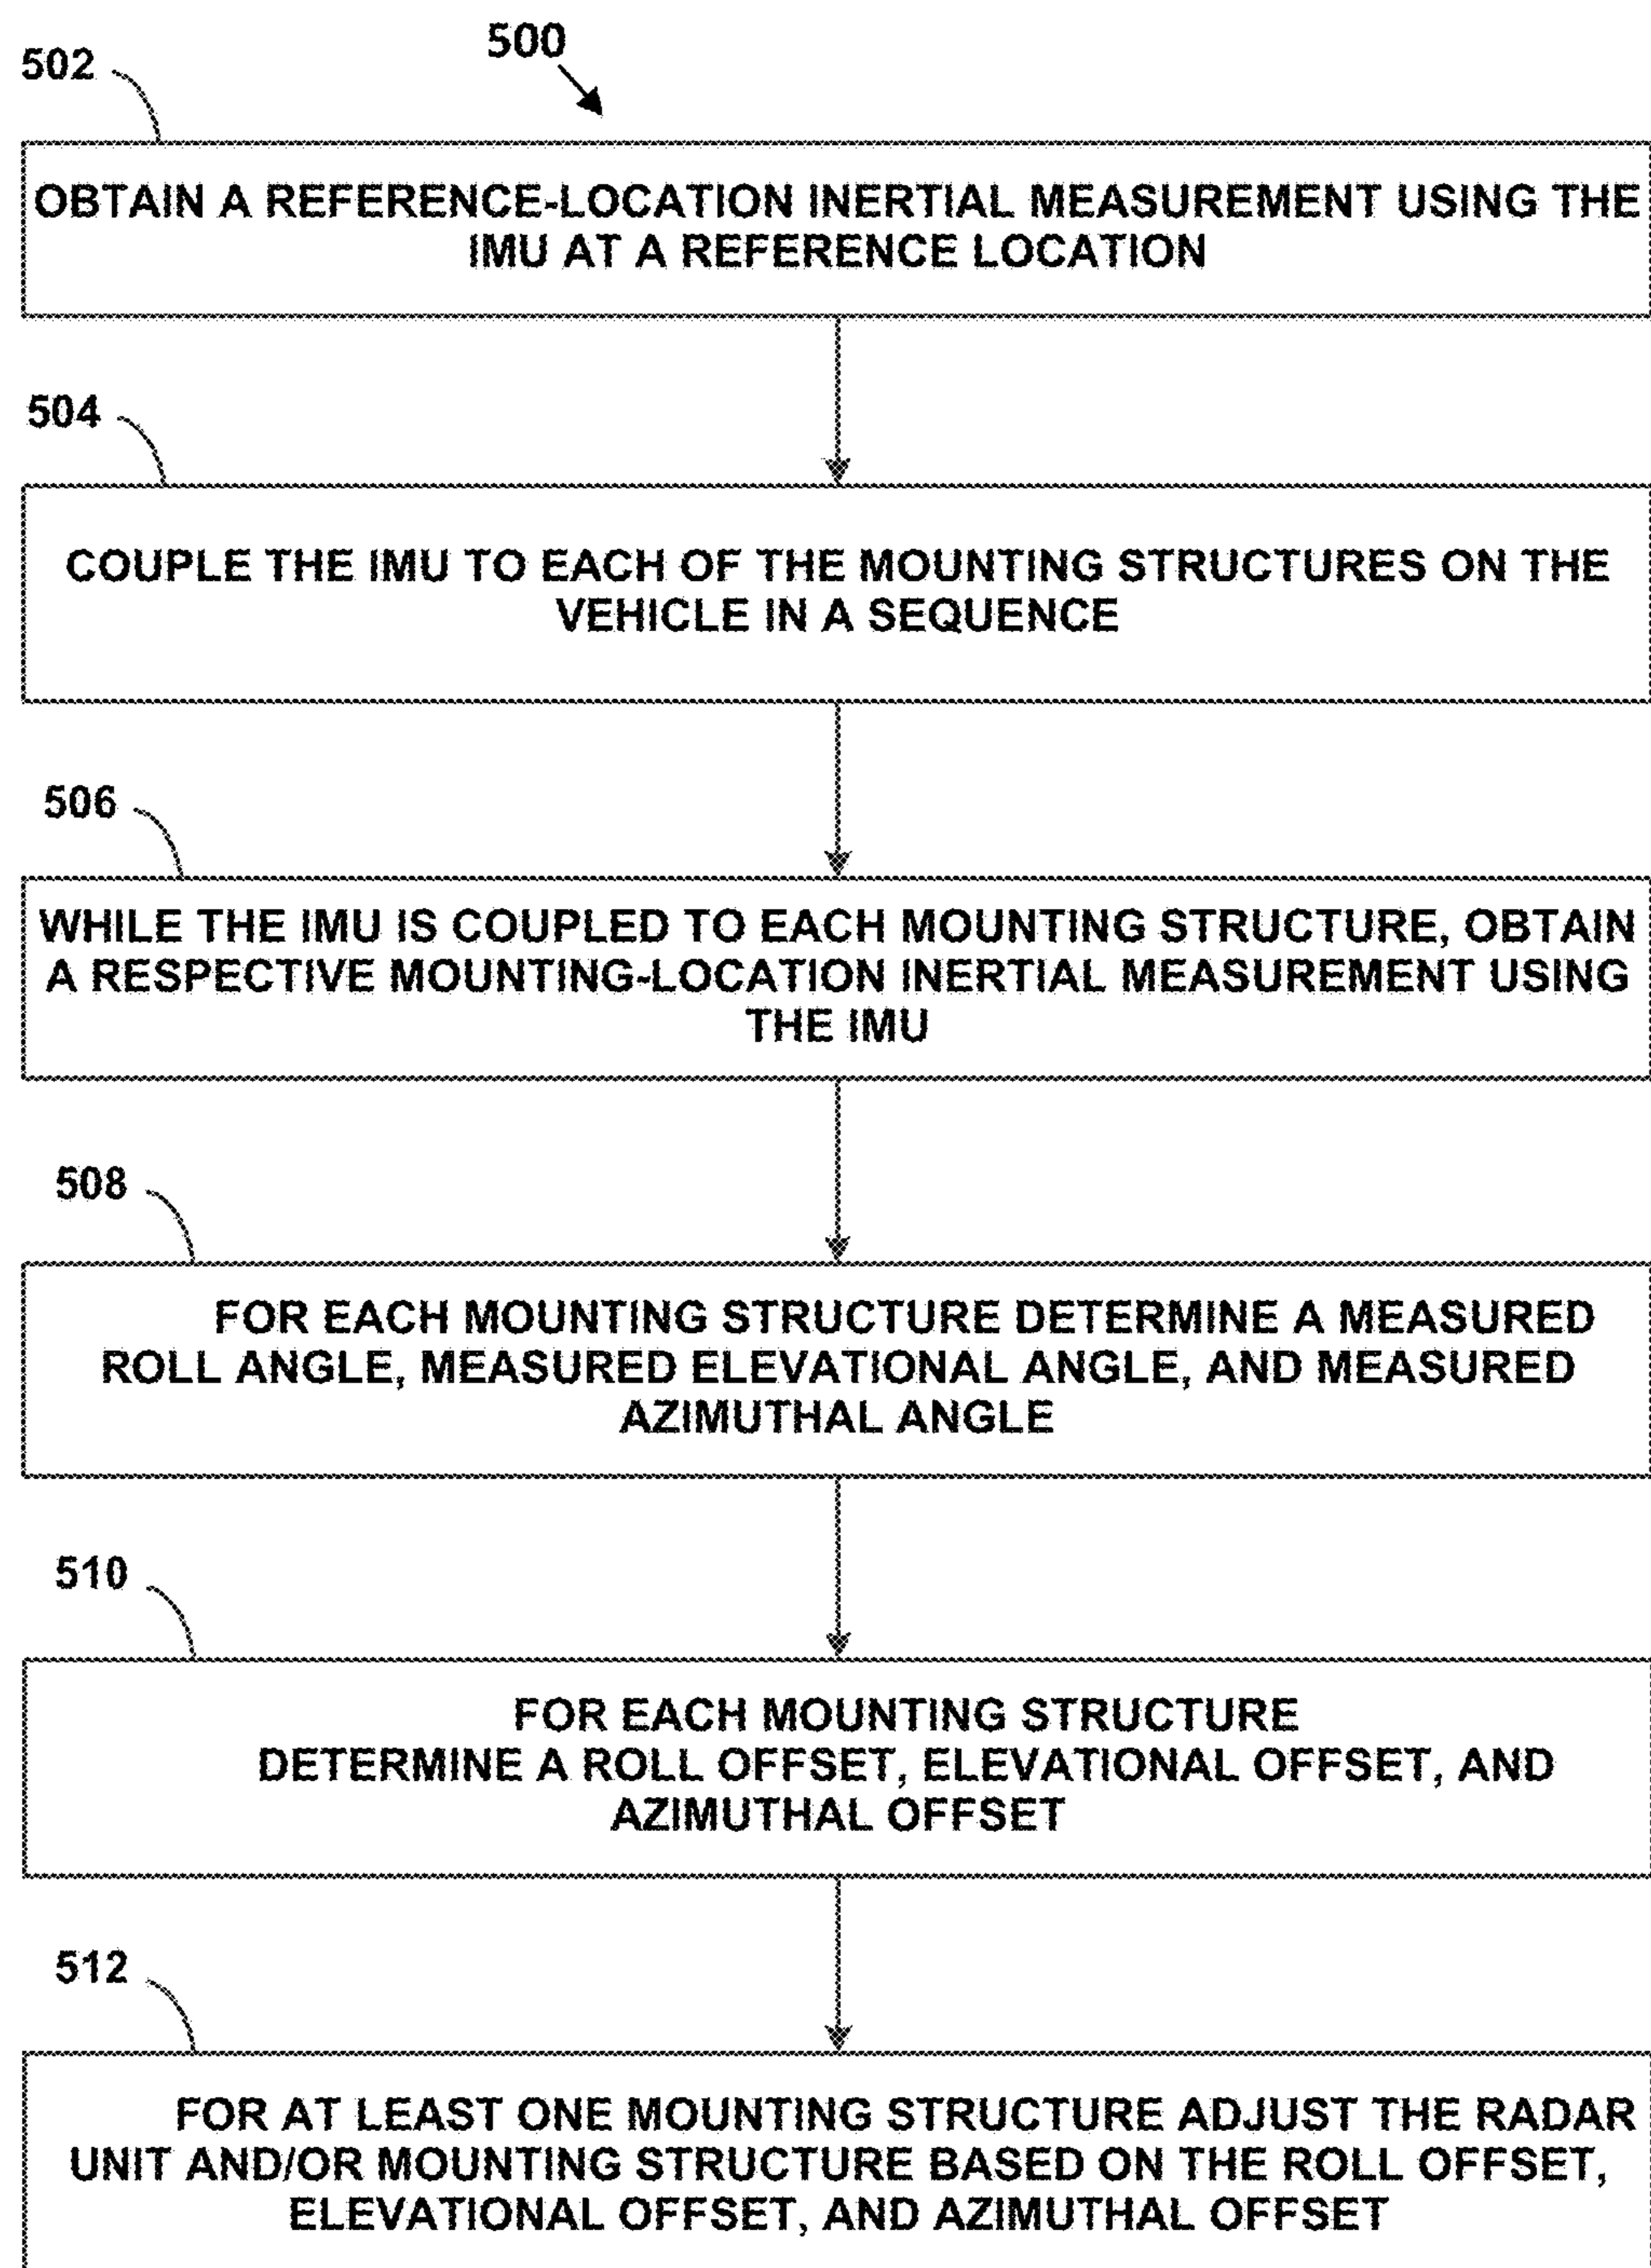 500
502
OBTAIN A REFERENCE-LOCATION INERTIAL MEASUREMENT USING THE
IMU AT A REFERENCE LOCATION
504
COUPLE THE IMU TO EACH OF THE MOUNTING STRUCTURES ON THE
VEHICLE IN A SEQUENCE
506
WHILE THE IMU IS COUPLED TO EACH MOUNTING STRUCTURE, OBTAIN
A RESPECTIVE MOUNTING-LOCATION INERTIAL MEASUREMENT USING
THE IMU
508
FOR EACH MOUNTING STRUCTURE DETERMINE A MEASURED
ROLL ANGLE, MEASURED ELEVATIONAL ANGLE, AND MEASURED
AZIMUTHAL ANGLE
510
FOR EACH MOUNTING STRUCTURE
DETERMINE A ROLL OFFSET, ELEVATIONAL OFFSET, AND
AZIMUTHAL OFFSET
512
FOR AT LEAST ONE MOUNTING STRUCTURE ADJUST THE RADAR
UNIT AND/OR MOUNTING STRUCTURE BASED ON THE ROLL OFFSET,
ELEVATIONAL OFFSET, AND AZIMUTHAL OFFSET